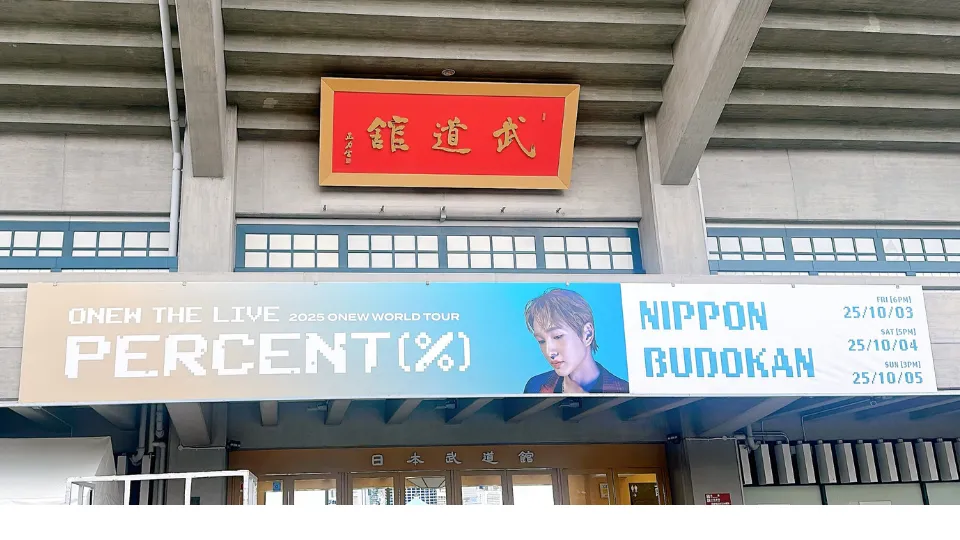 武道館
ONEW THE LIVE 2025 ONEW WORLD TOUR
PERCENT(%)
NIPPON
BUDOKAN
FRI [6PM]
25/10/03
SAT [5PM]
25/10/04
SUN [3PM]
25/10/05
日本武道館